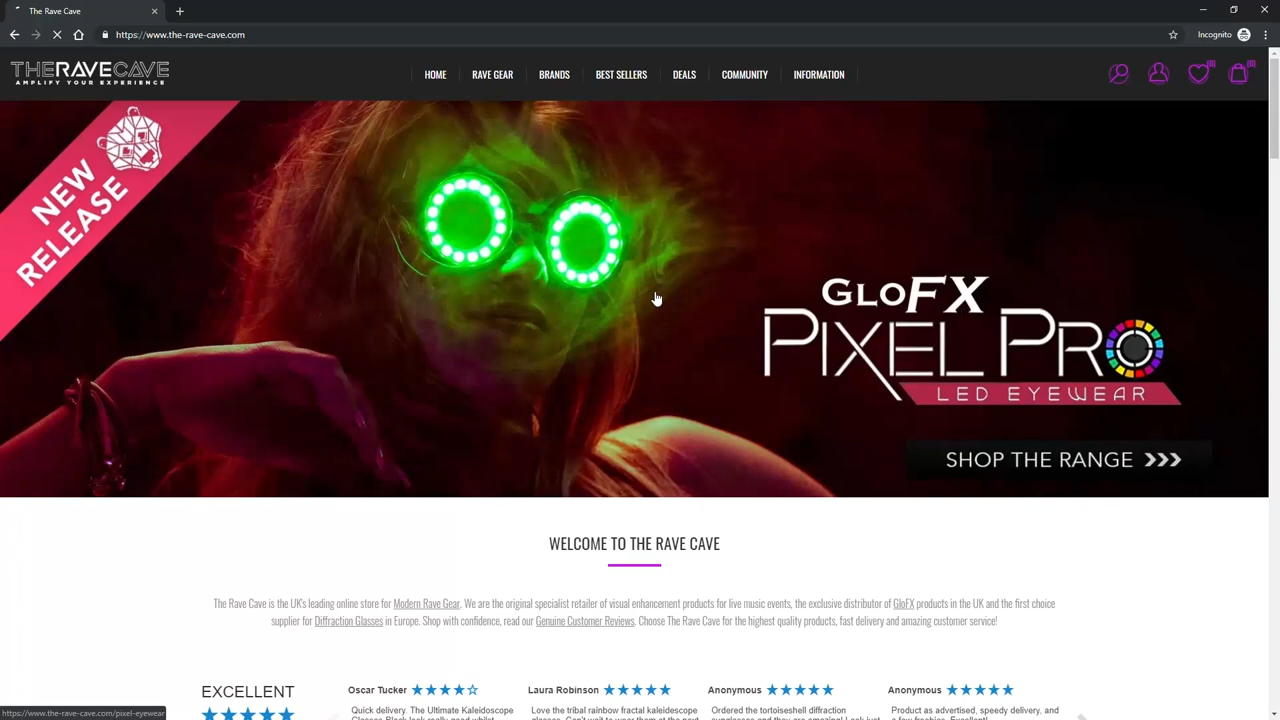 The Rave Cave
https://www.the-rave-cave.com
Incognito
THERAVECAVE
AMPLIFY YOUR EXPERIENCE
HOME
RAVE GEAR
BRANDS
BEST SELLERS
DEALS
COMMUNITY
INFORMATION
NEW
RELEASE
GLOFX
PIXEL PRO
LED EYEWEAR
SHOP THE RANGE
WELCOME TO THE RAVE CAVE
The Rave Cave is the UK's leading online store for Modern Rave Gear. We are the original specialist retailer of visual enhancement products for live music events, the exclusive distributor of GloFX products in the UK and the first choice
supplier for Diffraction Glasses in Europe. Shop with confidence, read our Genuine Customer Reviews. Choose The Rave Cave for the highest quality products, fast delivery and amazing customer service!
EXCELLENT
Oscar Tucker
Quick delivery. The Ultimate Kaleidoscope
Laura Robinson
Love the tribal rainbow fractal kaleidoscope
Anonymous
Ordered the tortoiseshell diffraction
Anonymous
Product as advertised, speedy delivery, and
https://www.the-rave-cave.com/pixel-eyewear